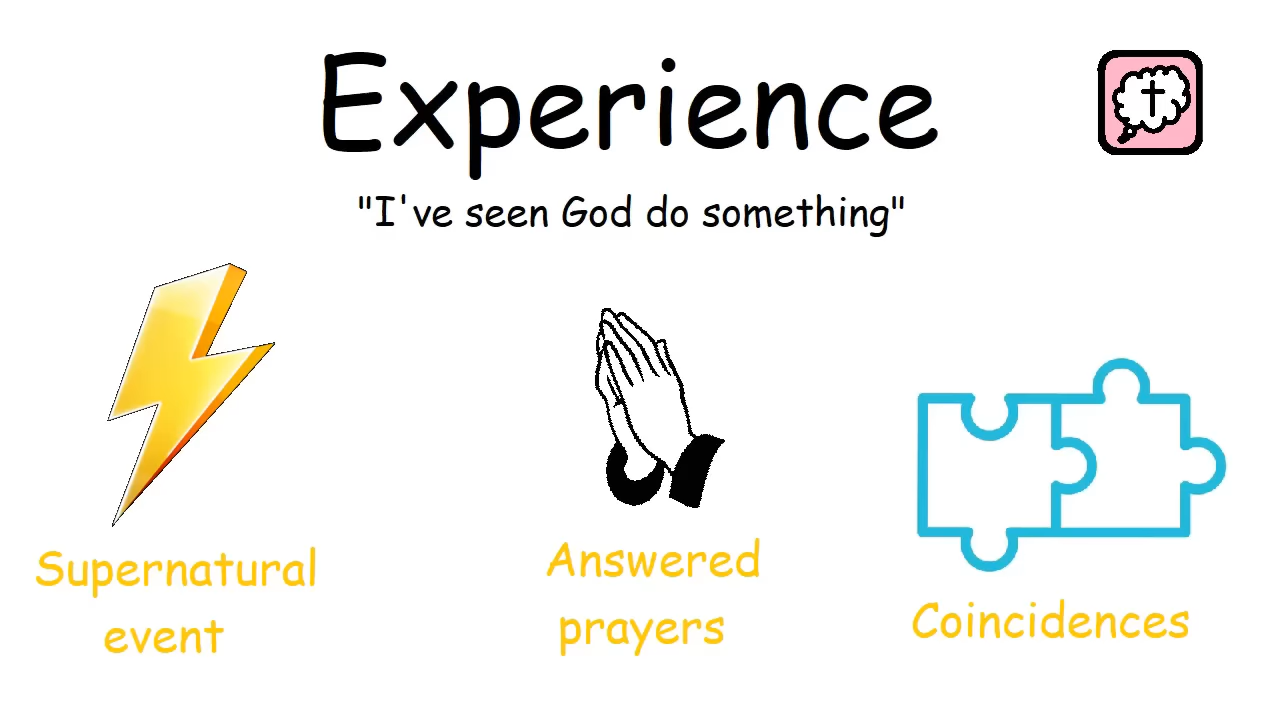 Experience
"I've seen God do something"
Supernatural
event
Answered
prayers
Coincidences